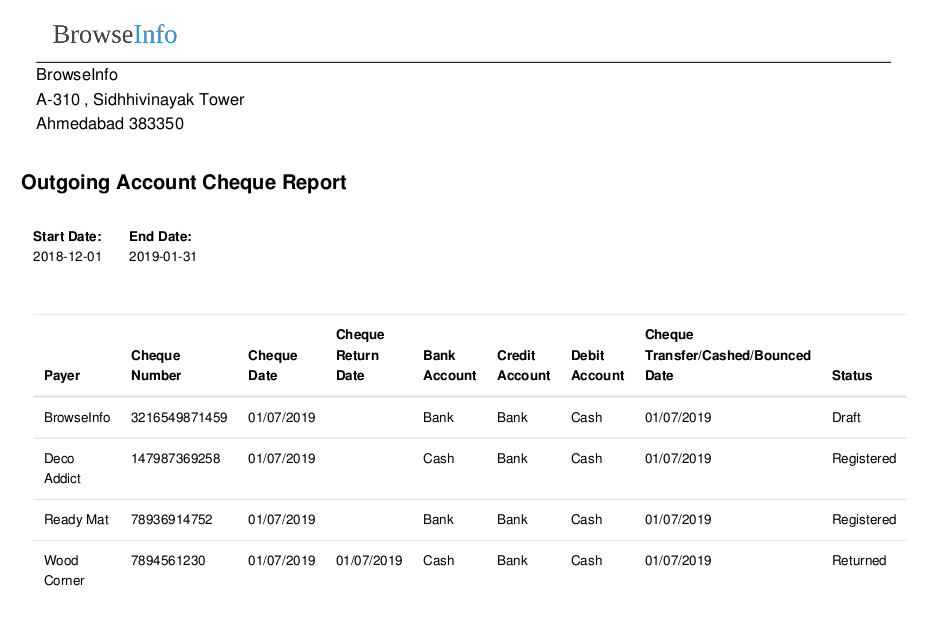 BrowseInfo
BrowseInfo
A-310 , Sidhhivinayak Tower
Ahmedabad 383350
Outgoing Account Cheque Report
Start Date: End Date:
2018-12-01 2019-01-31
Cheque Cheque
Cheque Cheque Return Bank Credit Debit Transfer/Cashed/Bounced
Payer Number Date Date Account Account Account Date Status
BrowseInfo 3216549871459 01/07/2019 Bank Bank Cash 01/07/2019 Draft
Deco 147987369258 01/07/2019 Cash Bank Cash 01/07/2019 Registered
Addict
Ready Mat 78936914752 01/07/2019 Bank Bank Cash 01/07/2019 Registered
Wood 7894561230 01/07/2019 01/07/2019 Cash Bank Cash 01/07/2019 Returned
Corner